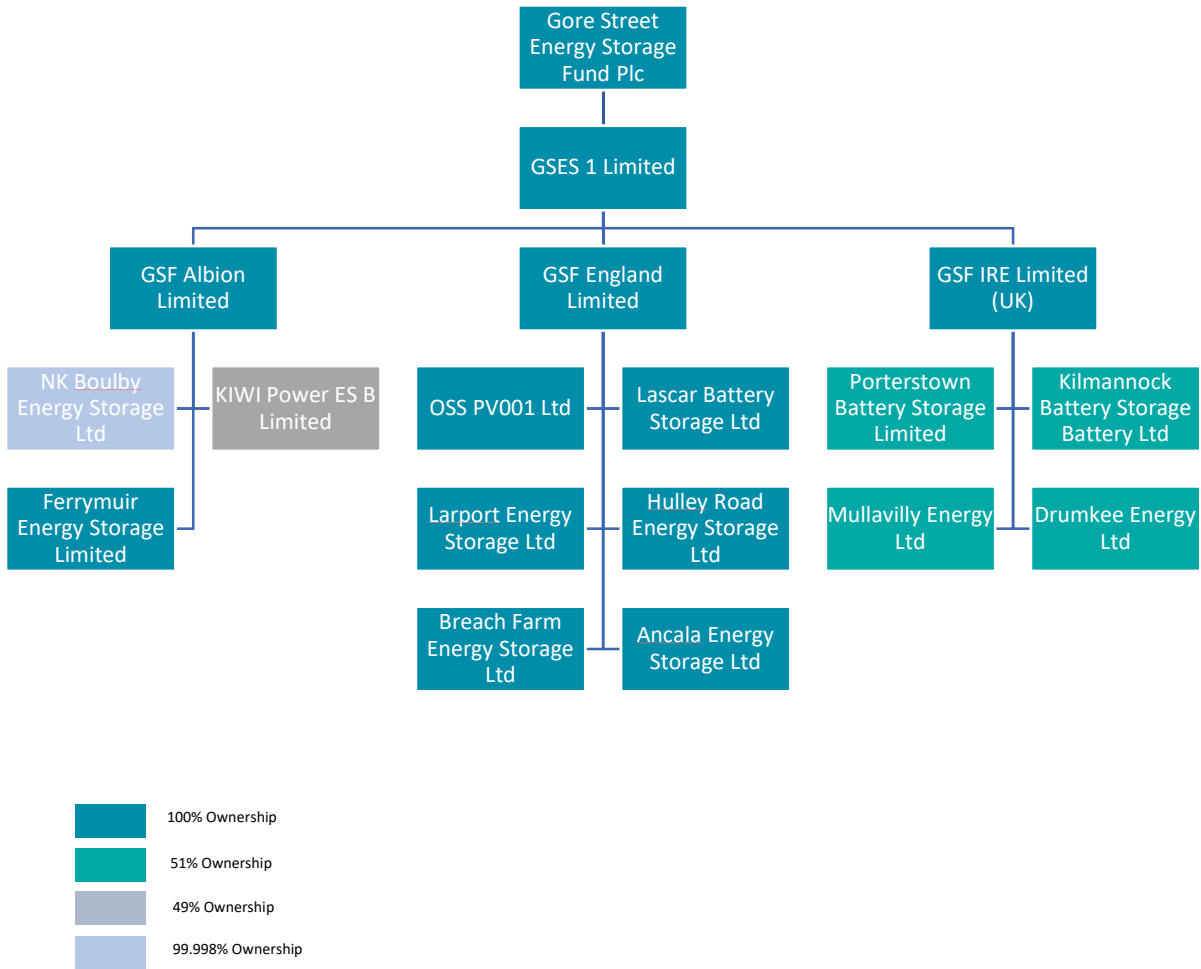 Gore Street
Energy Storage
Fund Plc
GSES 1 Limited
GSF Albion
Limited
GSF England
Limited
GSF IRE Limited
(UK)
NK Boulby
Energy Storage
Ltd
KIWI Power ES B
Limited
OSS PV001 Ltd
Lascar Battery
Storage Ltd
Porterstown
Battery Storage
Limited
Kilmannock
Battery Storage
Battery Ltd
Ferrymuir
Energy Storage
Limited
Larport Energy
Storage Ltd
Hulley Road
Energy Storage
Ltd
Mullavilly Energy
Ltd
Drumkee Energy
Ltd
Breach Farm
Energy Storage
Ltd
Ancala Energy
Storage Ltd
100% Ownership
51% Ownership
49% Ownership
99.998% Ownership